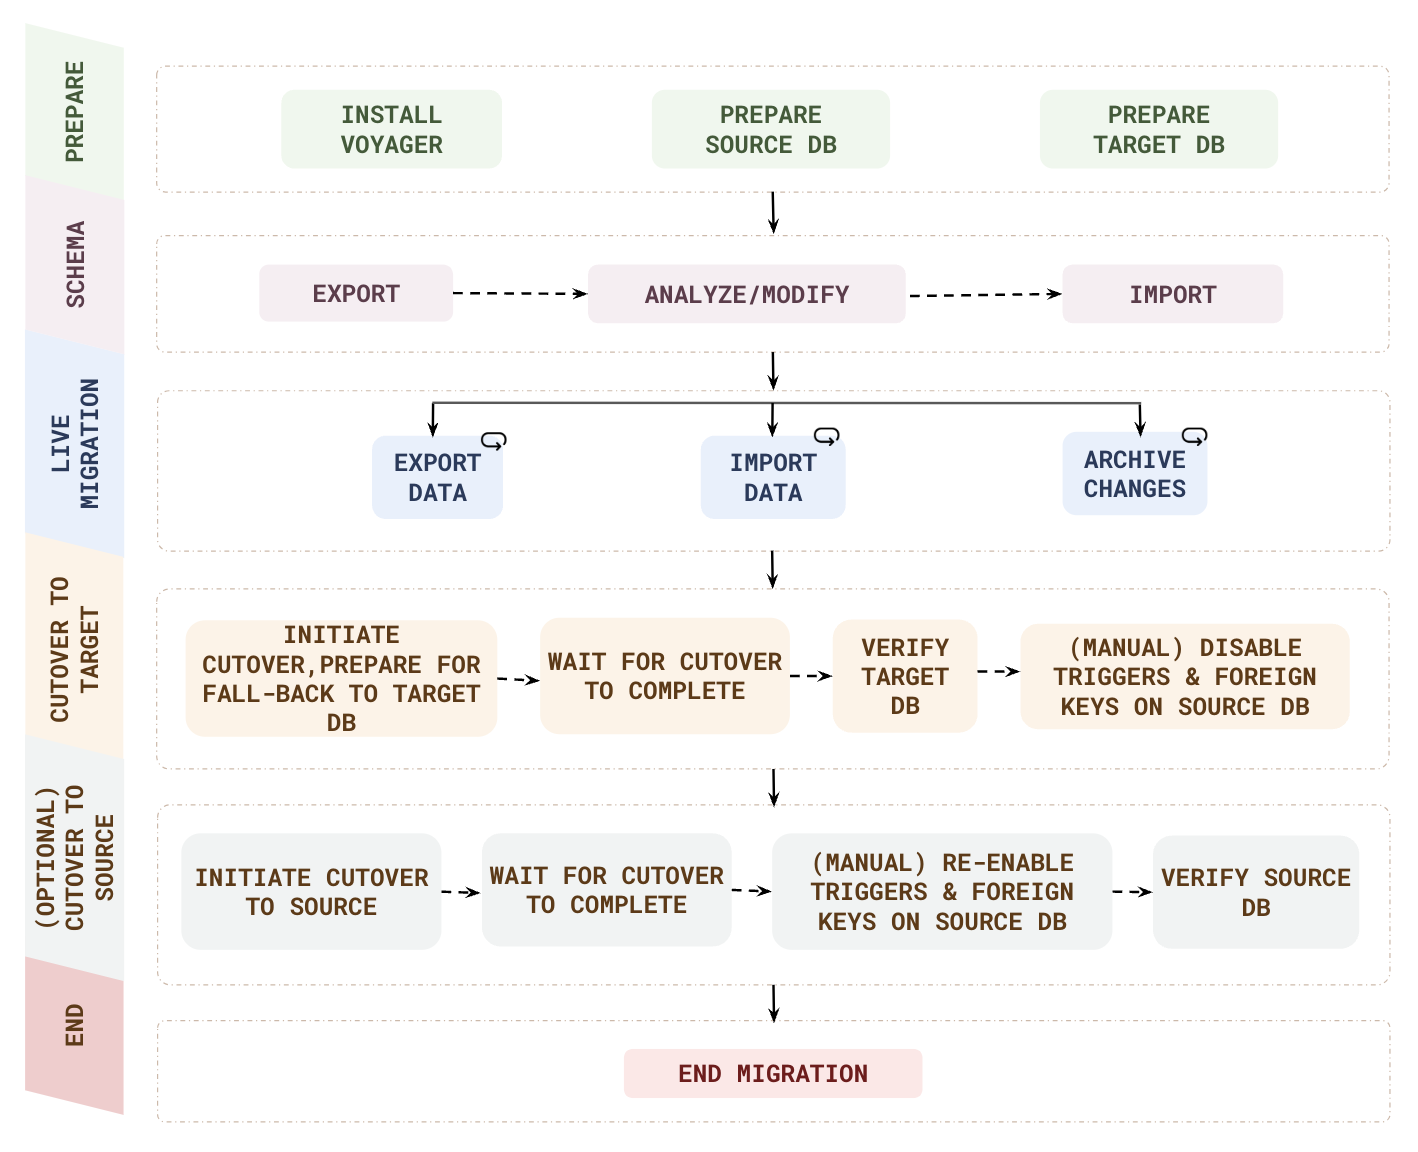 PREPARE
INSTALL
VOYAGER
PREPARE
SOURCE DB
PREPARE
TARGET DB
SCHEMA
EXPORT
ANALYZE/MODIFY
IMPORT
LIVE
MIGRATION
EXPORT
DATA
IMPORT
DATA
ARCHIVE
CHANGES
CUTOVER TO
TARGET
INITIATE
CUTOVER,PREPARE FOR
FALL-BACK TO TARGET
DB
WAIT FOR CUTOVER
TO COMPLETE
VERIFY
TARGET
DB
(MANUAL) DISABLE
TRIGGERS & FOREIGN
KEYS ON SOURCE DB
(OPTIONAL)
CUTOVER TO
SOURCE
INITIATE CUTOVER
TO SOURCE
WAIT FOR CUTOVER
TO COMPLETE
(MANUAL) RE-ENABLE
TRIGGERS & FOREIGN
KEYS ON SOURCE DB
VERIFY SOURCE
DB
END
END MIGRATION